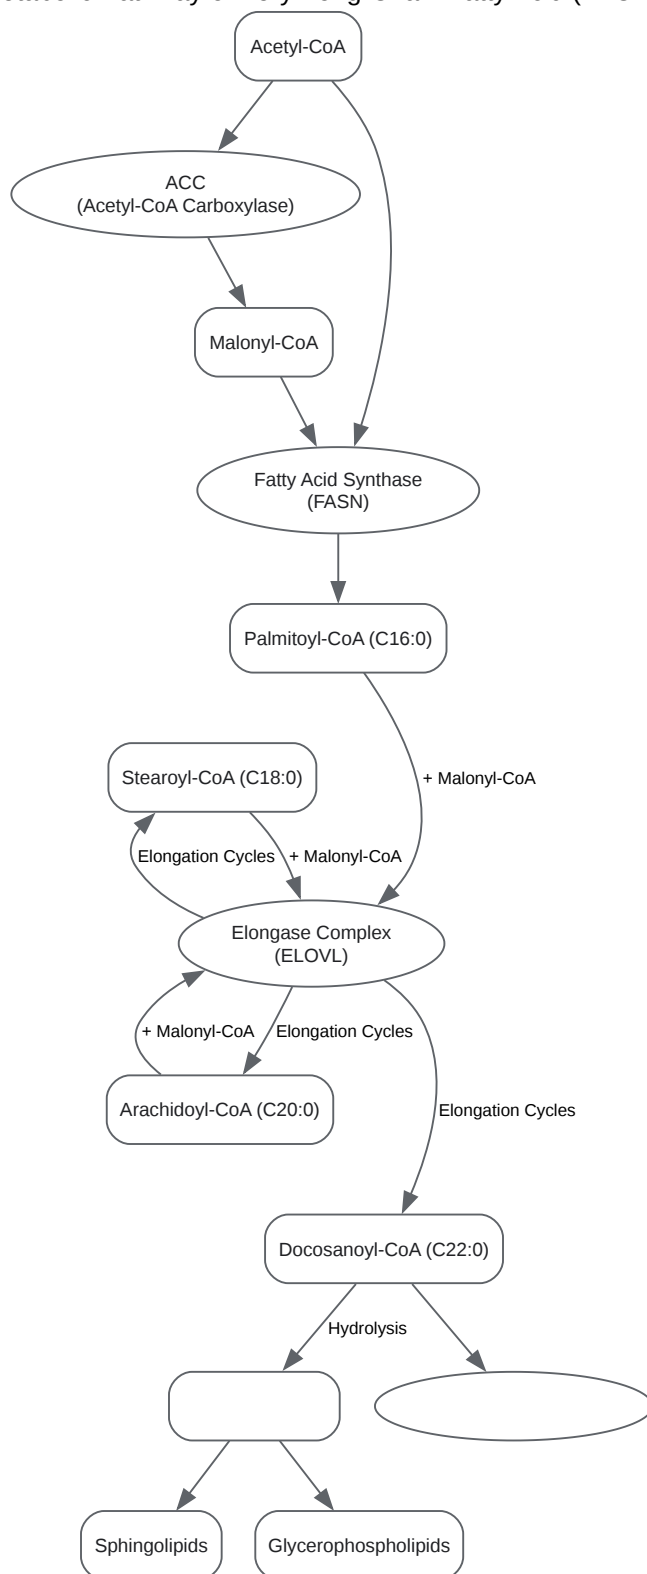 Acetyl-CoA
ACC
(Acetyl-CoA Carboxylase)
Malonyl-CoA
Fatty Acid Synthase
(FASN)
Palmitoyl-CoA (C16:0)
+ Malonyl-CoA
Stearoyl-CoA (C18:0)
Elongation Cycles
+ Malonyl-CoA
Elongase Complex
(ELOVL)
+ Malonyl-CoA
Elongation Cycles
Arachidoyl-CoA (C20:0)
Elongation Cycles
Docosanoyl-CoA (C22:0)
Hydrolysis
Sphingolipids
Glycerophospholipids